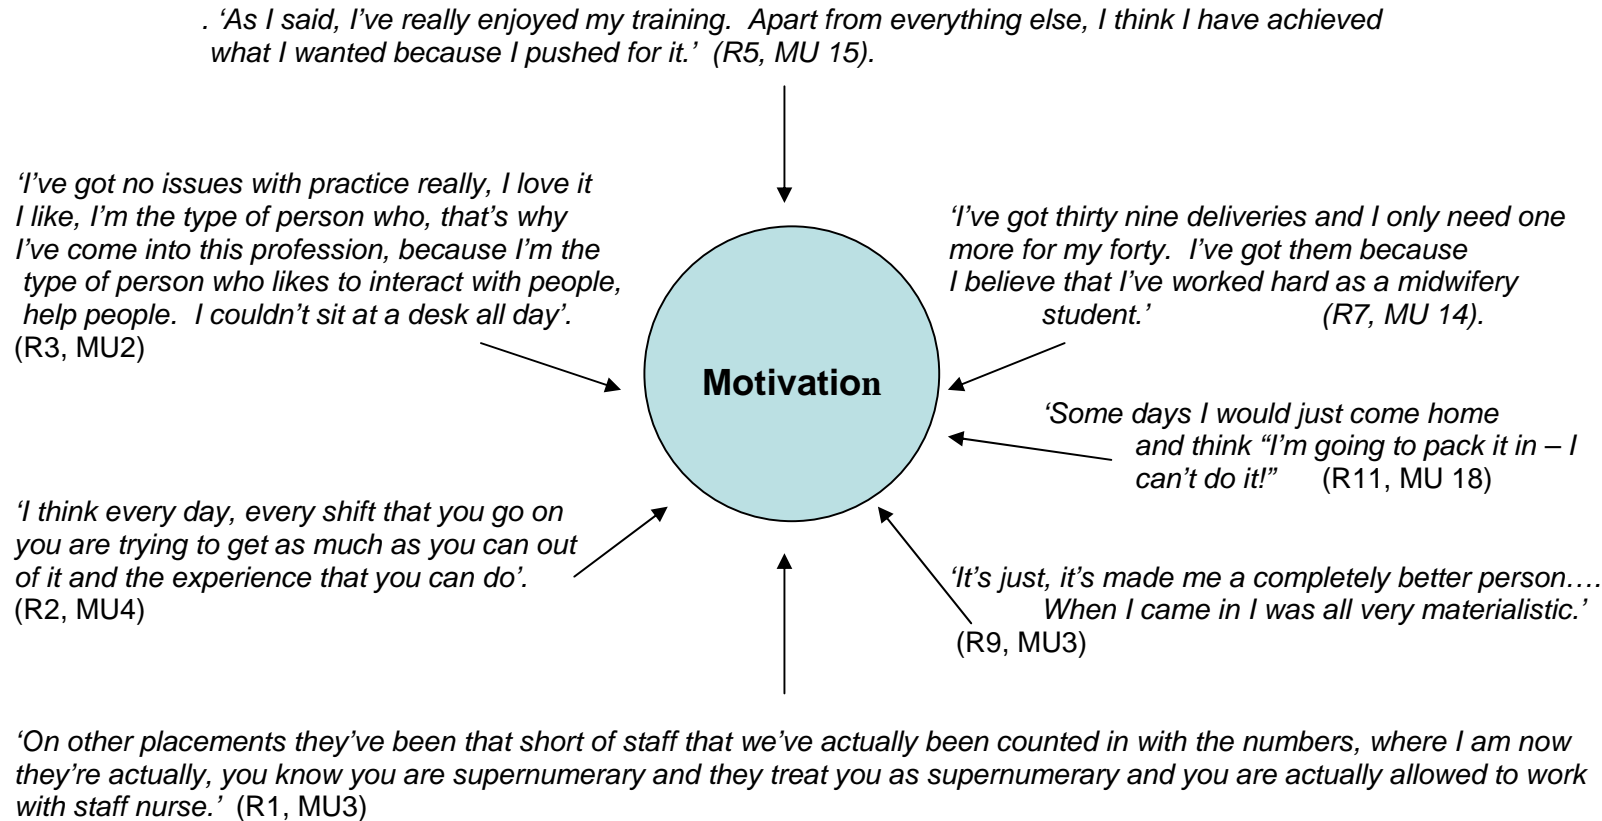 . ‘As I said, I’ve really enjoyed my training.  Apart from everything else, I think I have achieved
what I wanted because I pushed for it.’  (R5, MU 15).
‘I’ve got no issues with practice really, I love it
I like, I’m the type of person who, that’s why
I’ve come into this profession, because I’m the
type of person who likes to interact with people,
help people.  I couldn’t sit at a desk all day’.
(R3, MU2)
‘I’ve got thirty nine deliveries and I only need one
more for my forty.  I’ve got them because
I believe that I’ve worked hard as a midwifery
student.’ (R7, MU 14).
Motivation
‘Some days I would just come home
and think “I’m going to pack it in – I
can’t do it!” (R11, MU 18)
‘I think every day, every shift that you go on
you are trying to get as much as you can out
of it and the experience that you can do’.
(R2, MU4)
‘It’s just, it’s made me a completely better person….
When I came in I was all very materialistic.’
(R9, MU3)
‘On other placements they’ve been that short of staff that we’ve actually been counted in with the numbers, where I am now
they’re actually, you know you are supernumerary and they treat you as supernumerary and you are actually allowed to work
with staff nurse.’  (R1, MU3)